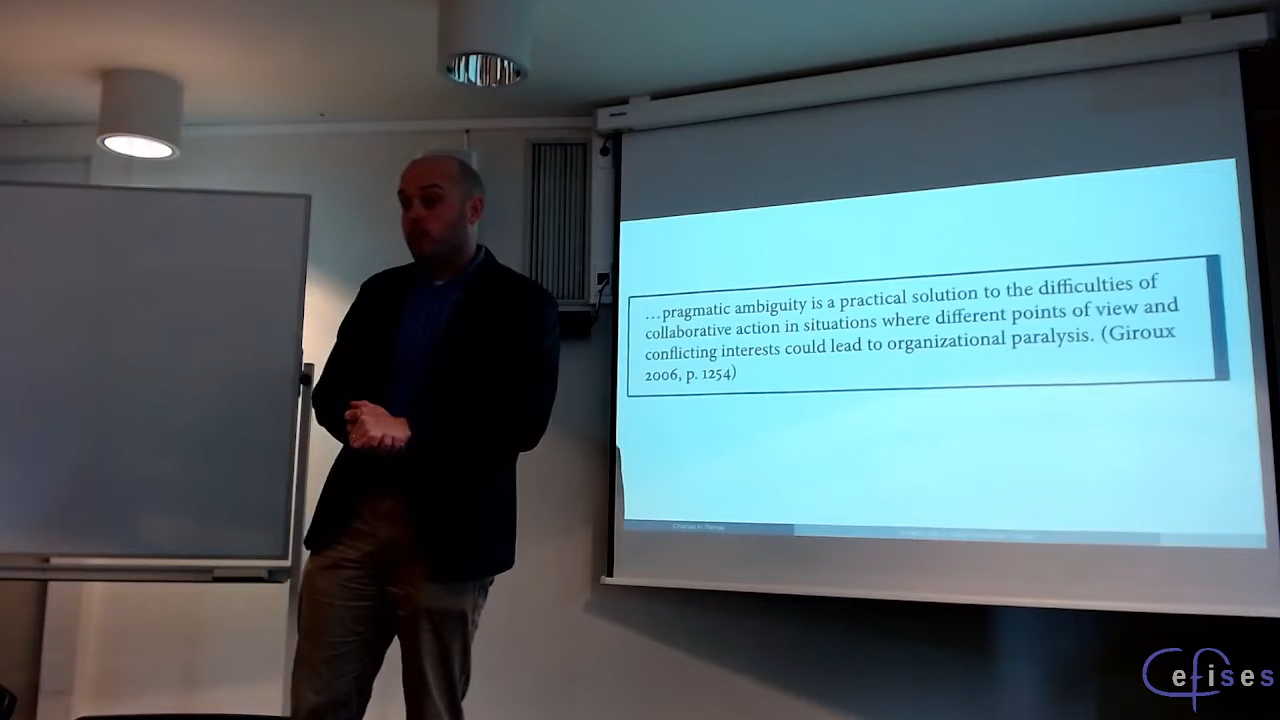 …pragmatic ambiguity is a practical solution to the difficulties of
collaborative action in situations where different points of view and
conflicting interests could lead to organizational paralysis. (Giroux
2006, p. 1254)
Cefises